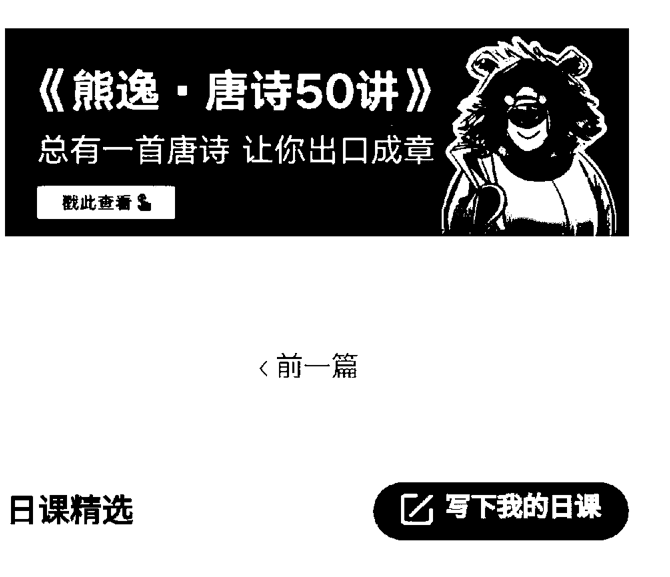 《熊逸·唐诗50讲》
总有一首唐诗 让你出口成章
戳此查看
< 前一篇
日课精选
写下我的日课